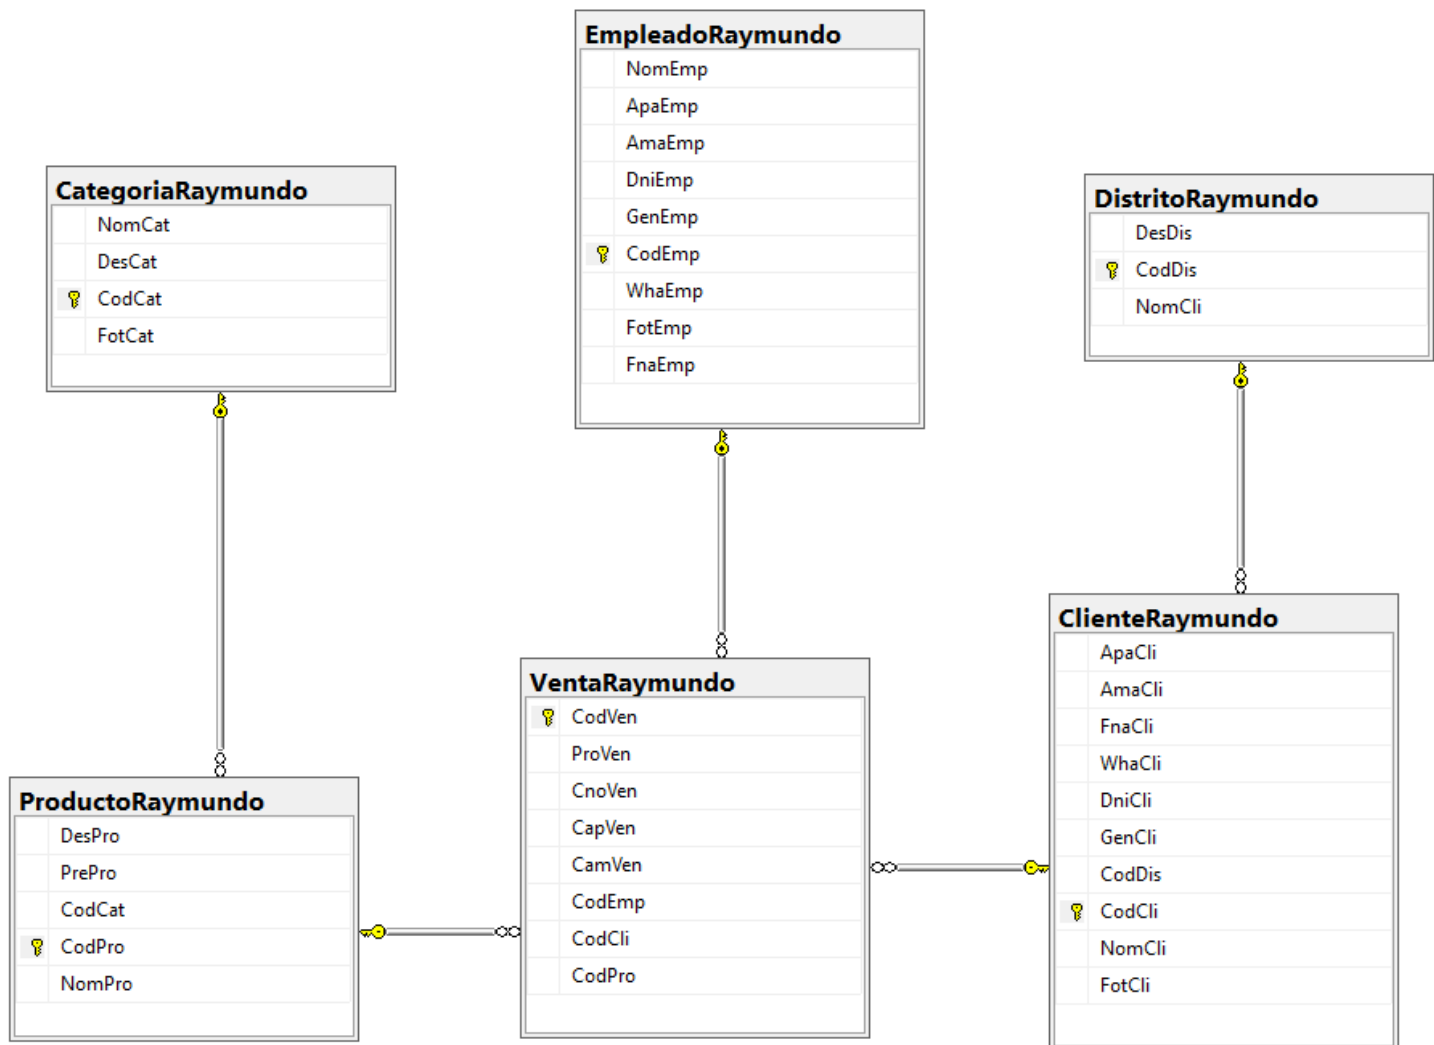 EmpleadoRaymundo
NomEmp
ApaEmp
AmaEmp
DniEmp
GenEmp
CodEmp
WhaEmp
FotEmp
FnaEmp
CategoriaRaymundo
NomCat
DesCat
CodCat
FotCat
DistritoRaymundo
DesDis
CodDis
NomCli
ProductoRaymundo
DesPro
PrePro
CodCat
CodPro
NomPro
VentaRaymundo
CodVen
ProVen
CnoVen
CapVen
CamVen
CodEmp
CodCli
CodPro
ClienteRaymundo
ApaCli
AmaCli
FnaCli
WhaCli
DniCli
GenCli
CodDis
CodCli
NomCli
FotCli